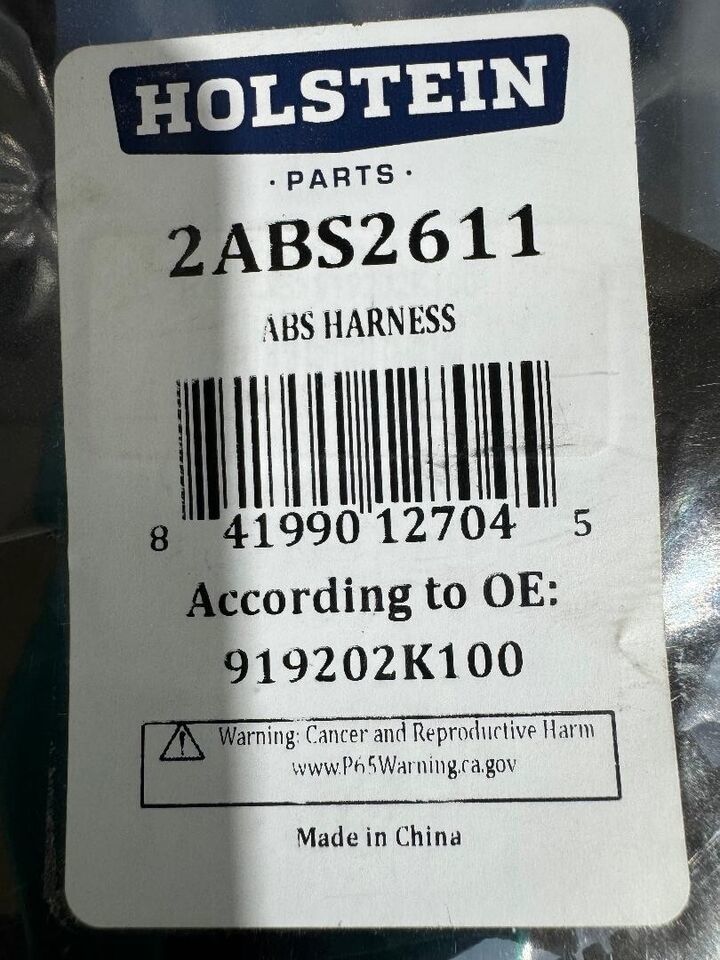 HOLSTEIN
· PARTS ·
2ABS2611
ABS HARNESS
8 41990 12704 5
According to OE:
919202K100
Warning: Cancer and Reproductive Harm
www.P65Warning.ca.gov
Made in China